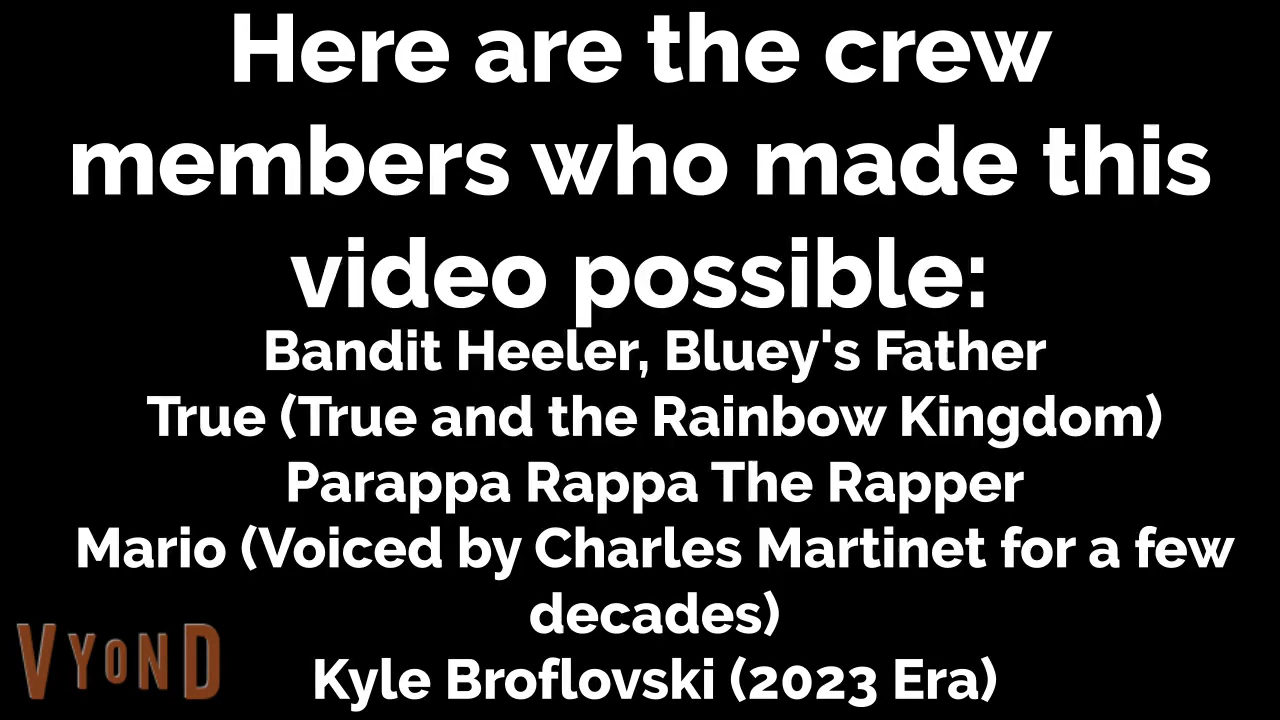 Here are the crew
members who made this
video possible:
Bandit Heeler, Bluey's Father
True (True and the Rainbow Kingdom)
Parappa Rappa The Rapper
Mario (Voiced by Charles Martinet for a few
decades)
Kyle Broflovski (2023 Era)
VYOND